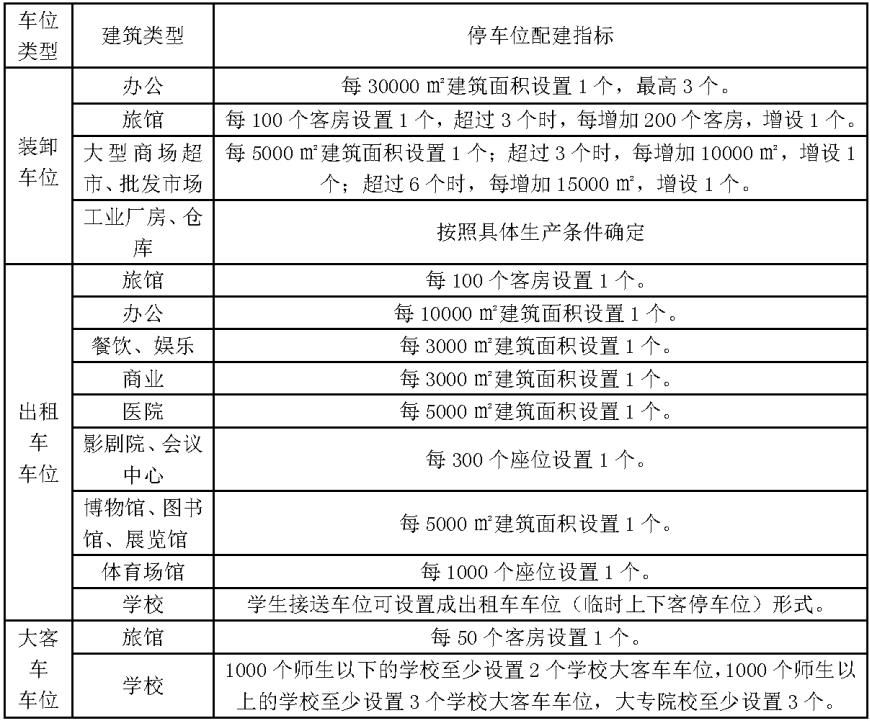 车位
类型
建筑类型
停车位配建指标
装卸
车位
办公
每 30000 ㎡建筑面积设置 1 个，最高 3 个。
旅馆
每 100 个客房设置 1 个，超过 3 个时，每增加 200 个客房，增设 1 个。
大型商场超
市、批发市场
每 5000 ㎡建筑面积设置 1 个；超过 3 个时，每增加 10000 ㎡，增设 1
个；超过 6 个时，每增加 15000 ㎡，增设 1 个。
工业厂房、仓
库
按照具体生产条件确定
出租
车
车位
旅馆
每 100 个客房设置 1 个。
办公
每 10000 ㎡建筑面积设置 1 个。
餐饮、娱乐
每 3000 ㎡建筑面积设置 1 个。
商业
每 3000 ㎡建筑面积设置 1 个。
医院
每 5000 ㎡建筑面积设置 1 个。
影剧院、会议
中心
每 300 个座位设置 1 个。
博物馆、图书
馆、展览馆
每 5000 ㎡建筑面积设置 1 个。
体育场馆
每 1000 个座位设置 1 个。
学校
学生接送车位可设置成出租车车位（临时上下客停车位）形式。
大客
车
车位
旅馆
每 50 个客房设置 1 个。
学校
1000 个师生以下的学校至少设置 2 个学校大客车车位，1000 个师生以
上的学校至少设置 3 个学校大客车车位，大专院校至少设置 3 个。